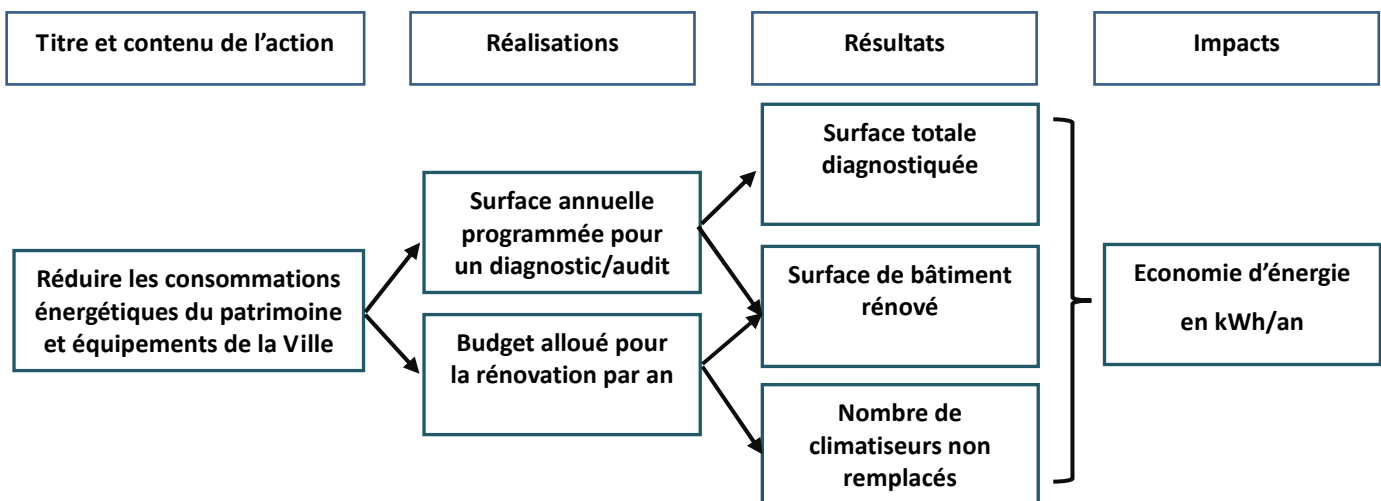 Titre et contenu de l’action
Réalisations
Résultats
Impacts
Réduire les consommations
énergétiques du patrimoine
et équipements de la Ville
Surface annuelle
programmée pour
un diagnostic/audit
Budget alloué pour
la rénovation par an
Surface totale
diagnostiquée
Surface de bâtiment
rénové
Nombre de
climatiseurs non
remplacés
Economie d’énergie
en kWh/an